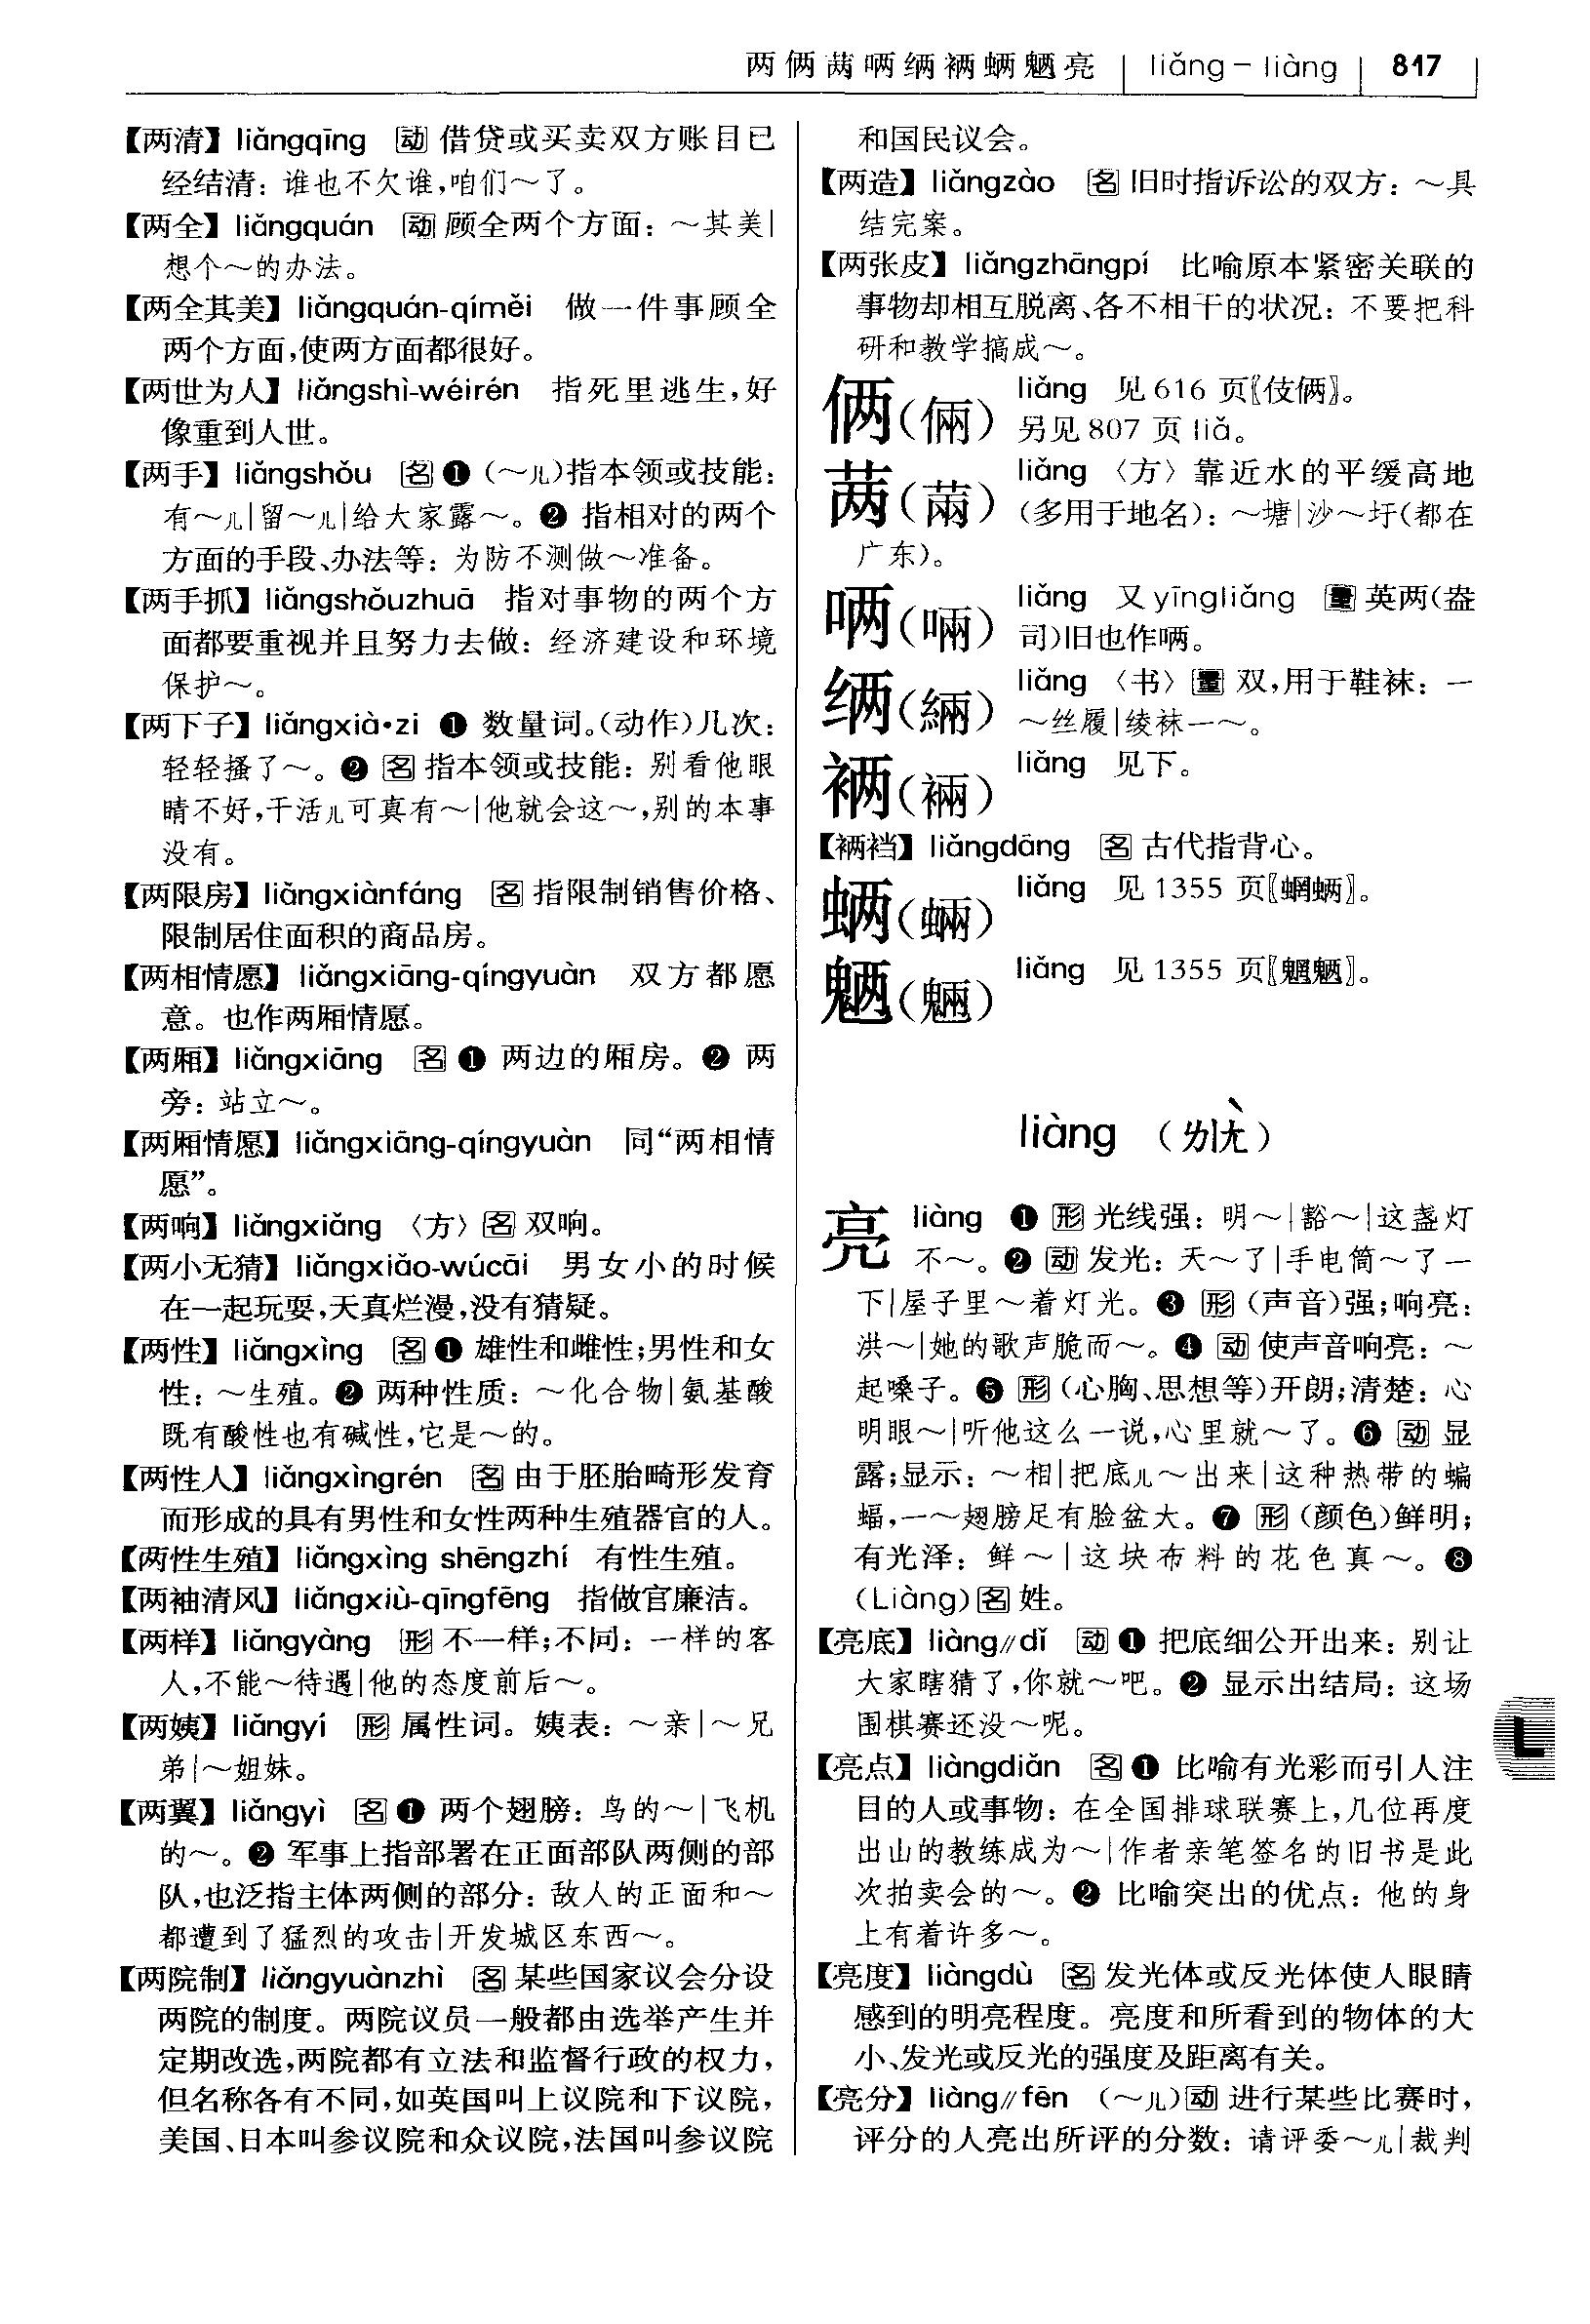 两俩𬜯唡𫄥裲蛃魉亮 | liǎng – liàng | 817
【两清】liǎngqīng 动 借贷或买卖双方账目已
经结清：谁也不欠谁，咱们～了。
【两全】liǎngquán 动 顾全两个方面：～其美|
想个～的办法。
【两全其美】liǎngquán-qíměi 做一件事顾全
两个方面，使两方面都很好。
【两世为人】liǎngshì-wéirén 指死里逃生，好
像重到人世。
【两手】liǎngshǒu 名 ❶（～儿）指本领或技能：
有～儿|留～儿|给大家露～。❷ 指相对的两个
方面的手段、办法等：为防不测做～准备。
【两手抓】liǎngshǒuzhuā 指对事物的两个方
面都要重视并且努力去做：经济建设和环境
保护～。
【两下子】liǎngxià·zi ❶ 数量词。（动作）几次：
轻轻搔了～。❷ 名 指本领或技能：别看他眼
睛不好，干活儿可真有～|他就会这～，别的本事
没有。
【两限房】liǎngxiànfáng 名 指限制销售价格、
限制居住面积的商品房。
【两相情愿】liǎngxiāng-qíngyuàn 双方都愿
意。也作两厢情愿。
【两厢】liǎngxiāng 名 ❶ 两边的厢房。❷ 两
旁：站立～。
【两厢情愿】liǎngxiāng-qíngyuàn 同“两相情
愿”。
【两响】liǎngxiǎng〈方〉名 双响。
【两小无猜】liǎngxiǎo-wúcāi 男女小的时候
在一起玩耍，天真烂漫，没有猜疑。
【两性】liǎngxìng 名 ❶ 雄性和雌性；男性和女
性：～生殖。❷ 两种性质：～化合物|氨基酸
既有酸性也有碱性，它是～的。
【两性人】liǎngxìngrén 名 由于胚胎畸形发育
而形成的具有男性和女性两种生殖器官的人。
【两性生殖】liǎngxìng shēngzhí 有性生殖。
【两袖清风】liǎngxiù-qīngfēng 指做官廉洁。
【两样】liǎngyàng 形 不一样；不同：一样的客
人，不能～待遇|他的态度前后～。
【两姨】liǎngyí 形 属性词。姨表：～亲|～兄
弟|～姐妹。
【两翼】liǎngyì 名 ❶ 两个翅膀：鸟的～|飞机
的～。❷ 军事上指部署在正面部队两侧的部
队，也泛指主体两侧的部分：敌人的正面和～
都遭到了猛烈的攻击|开发城区东西～。
【两院制】liǎngyuànzhì 名 某些国家议会分设
两院的制度。两院议员一般都由选举产生并
定期改选，两院都有立法和监督行政的权力，
但名称各有不同，如英国叫上议院和下议院，
美国、日本叫参议院和众议院，法国叫参议院
和国民议会。
【两造】liǎngzào 名 旧时指诉讼的双方：～具
结完案。
【两张皮】liǎngzhāngpí 比喻原本紧密关联的
事物却相互脱离、各不相干的状况：不要把科
研和教学搞成～。
俩（倆） liǎng 见 616 页〖伎俩〗。
另见 807 页 liǎ。
𬜯（䓣） liǎng〈方〉靠近水的平缓高地
（多用于地名）：～塘|沙～圩（都在
广东）。
唡（啢） liǎng 又 yīngliǎng 量 英两（盎
司）旧也作唡。
𫄥（緉） liǎng〈书〉量 双，用于鞋袜：一
～丝履|绫袜一～。
裲（裲） liǎng 见下。
【裲裆】liǎngdāng 名 古代指背心。
蛃（蜽） liǎng 见 1355 页〖蝄蜽〗。
魉（魎） liǎng 见 1355 页〖魍魉〗。
liàng （ㄌㄧㄤˋ）
亮 liàng ❶ 形 光线强：明～|豁～|这盏灯
不～。❷ 动 发光：天～了|手电筒～了一
下|屋子里～着灯光。❸ 形（声音）强；响亮：
洪～|她的歌声脆而～。❹ 动 使声音响亮：～
起嗓子。❺ 形（心胸、思想等）开朗；清楚：心
明眼～|听他这么一说，心里就～了。❻ 动 显
露；显示：～相|把底儿～出来|这种热带的蝙
蝠，一～翅膀足有脸盆大。❼ 形（颜色）鲜明；
有光泽：鲜～|这块布料的花色真～。❽
（Liàng）名 姓。
【亮底】liàng∥dǐ 动 ❶ 把底细公开出来：别让
大家瞎猜了，你就～吧。❷ 显示出结局：这场
围棋赛还没～呢。
【亮点】liàngdiǎn 名 ❶ 比喻有光彩而引人注
目的人或事物：在全国排球联赛上，几位再度
出山的教练成为～|作者亲笔签名的旧书是此
次拍卖会的～。❷ 比喻突出的优点：他的身
上有着许多～。
【亮度】liàngdù 名 发光体或反光体使人眼睛
感到的明亮程度。亮度和所看到的物体的大
小、发光或反光的强度及距离有关。
【亮分】liàng∥fēn （～儿）动 进行某些比赛时，
评分的人亮出所评的分数：请评委～儿|裁判
L